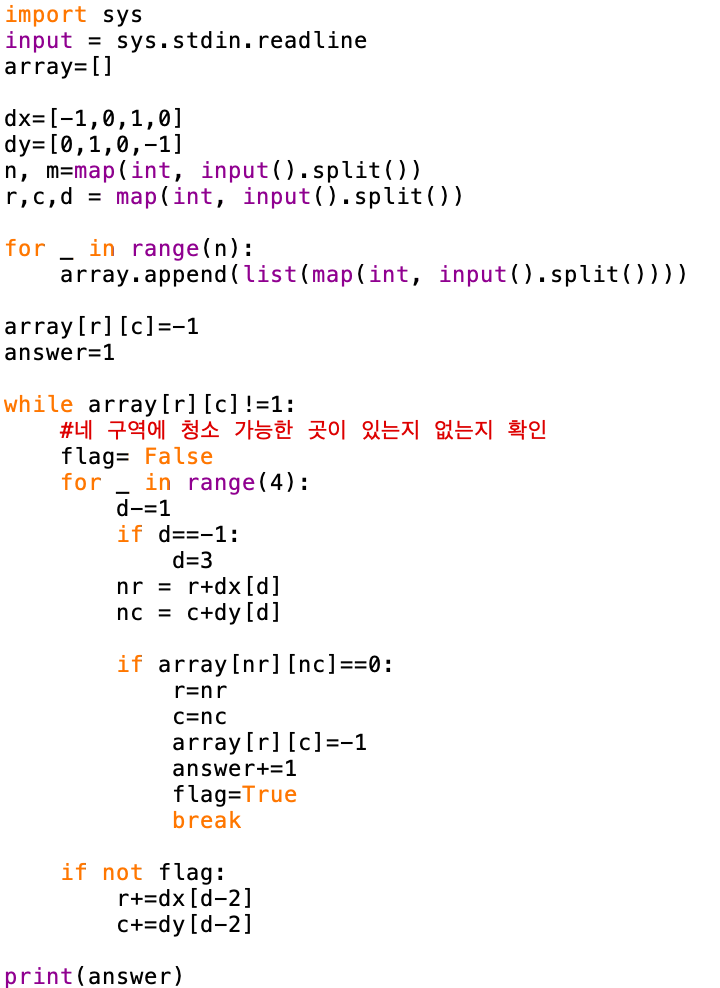 import sys
input = sys.stdin.readline
array=[]

dx=[-1,0,1,0]
dy=[0,1,0,-1]
n, m=map(int, input().split())
r,c,d = map(int, input().split())

for _ in range(n):
    array.append(list(map(int, input().split())))

array[r][c]=-1
answer=1

while array[r][c]!=1:
    #네 구역에 청소 가능한 곳이 있는지 없는지 확인
    flag= False
    for _ in range(4):
        d-=1
        if d==-1:
            d=3
        nr = r+dx[d]
        nc = c+dy[d]

        if array[nr][nc]==0:
            r=nr
            c=nc
            array[r][c]=-1
            answer+=1
            flag=True
            break

    if not flag:
        r+=dx[d-2]
        c+=dy[d-2]

print(answer)